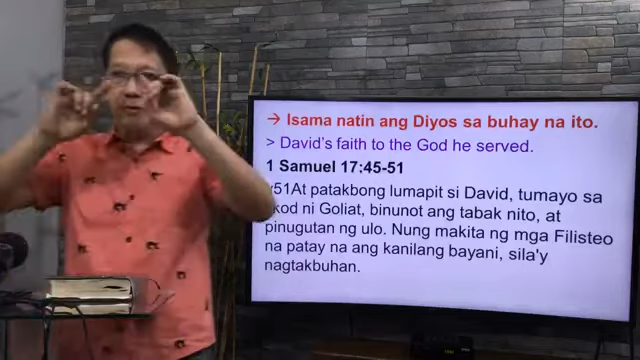 → Isama natin ang Diyos sa buhay na ito.
> David's faith to the God he served.
1 Samuel 17:45-51
51At patakbong lumapit si David, tumayo sa
ni Goliat, binunot ang tabak nito, at
pinugutan ng ulo. Nung makita ng mga Filisteo
na patay na ang kanilang bayani, sila'y
nagtakbuhan.